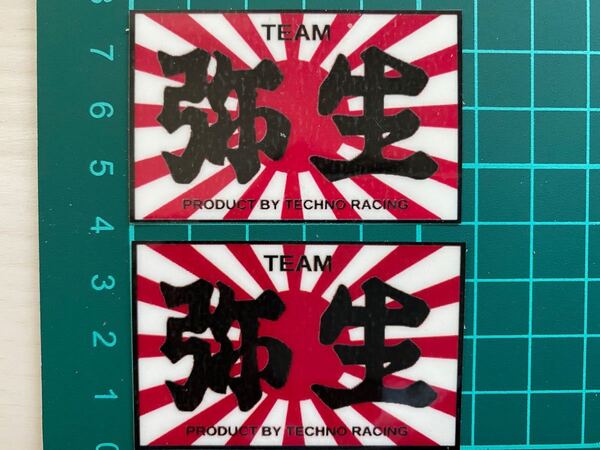 TEAM
弥生
PRODUCT BY TECHNO RACING
TEAM
弥生
PRODUCT BY TECHNO RACING
8
7
6
5
4
3
2
1
0